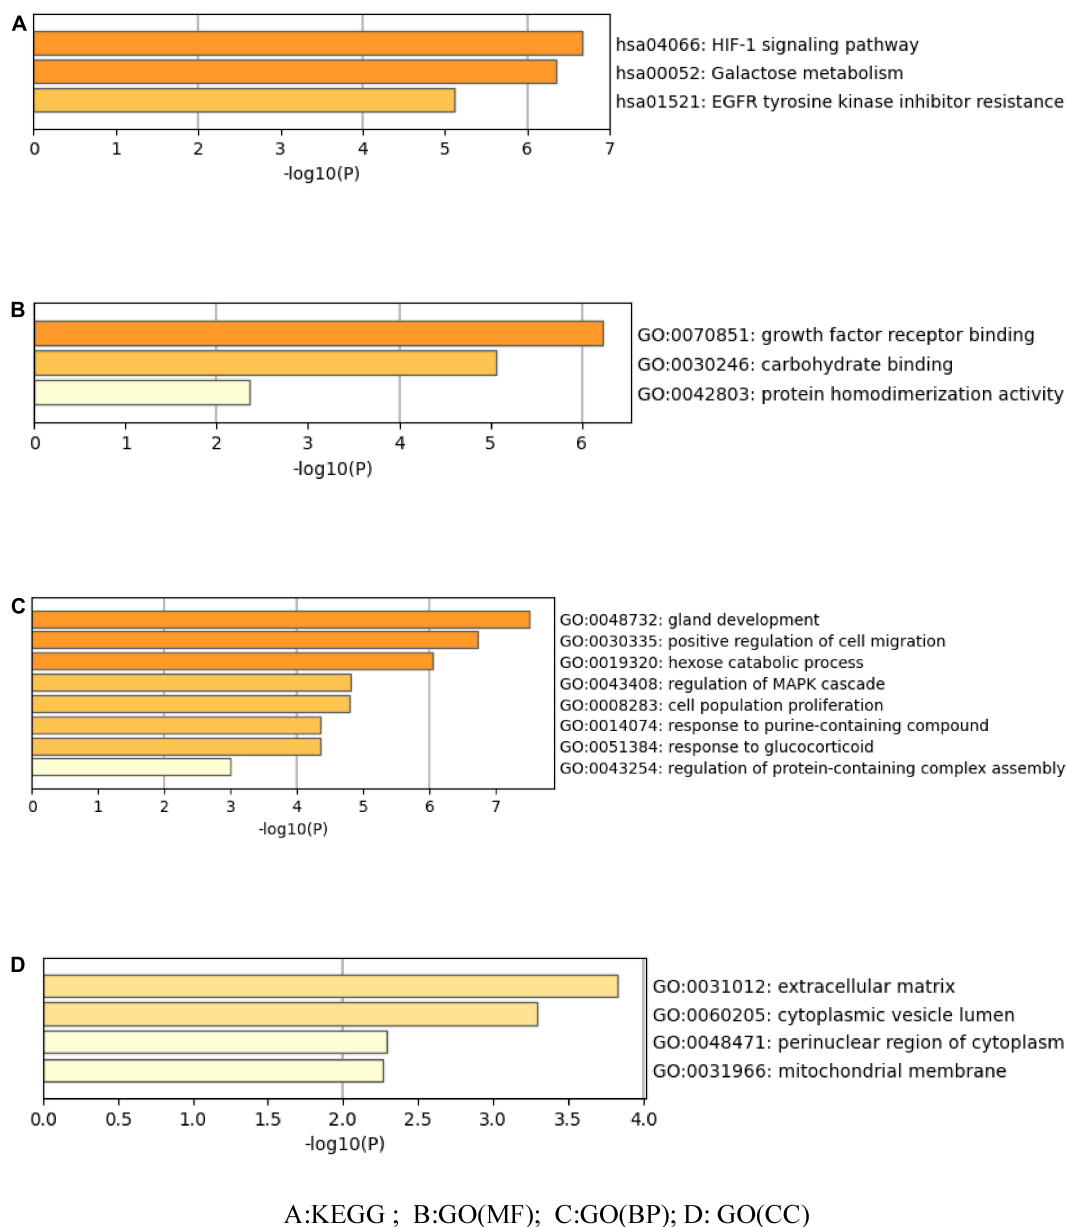 A
hsa04066: HIF-1 signaling pathway
hsa00052: Galactose metabolism
hsa01521: EGFR tyrosine kinase inhibitor resistance
0 1 2 3 4 5 6 7
-log10(P)
B
GO:0070851: growth factor receptor binding
GO:0030246: carbohydrate binding
GO:0042803: protein homodimerization activity
0 1 2 3 4 5 6
-log10(P)
C
GO:0048732: gland development
GO:0030335: positive regulation of cell migration
GO:0019320: hexose catabolic process
GO:0043408: regulation of MAPK cascade
GO:0008283: cell population proliferation
GO:0014074: response to purine-containing compound
GO:0051384: response to glucocorticoid
GO:0043254: regulation of protein-containing complex assembly
0 1 2 3 4 5 6 7
-log10(P)
D
GO:0031012: extracellular matrix
GO:0060205: cytoplasmic vesicle lumen
GO:0048471: perinuclear region of cytoplasm
GO:0031966: mitochondrial membrane
0.0 0.5 1.0 1.5 2.0 2.5 3.0 3.5 4.0
-log10(P)
A:KEGG ; B:GO(MF); C:GO(BP); D: GO(CC)